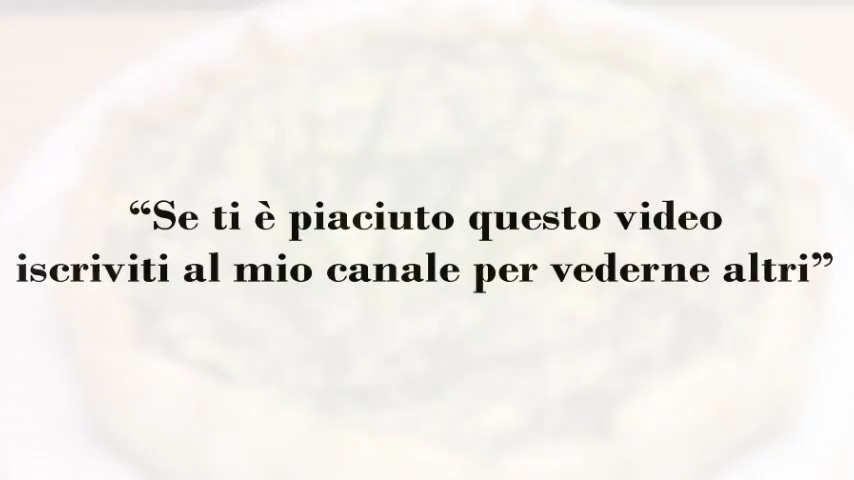 “Se ti è piaciuto questo video
iscriviti al mio canale per vederne altri”